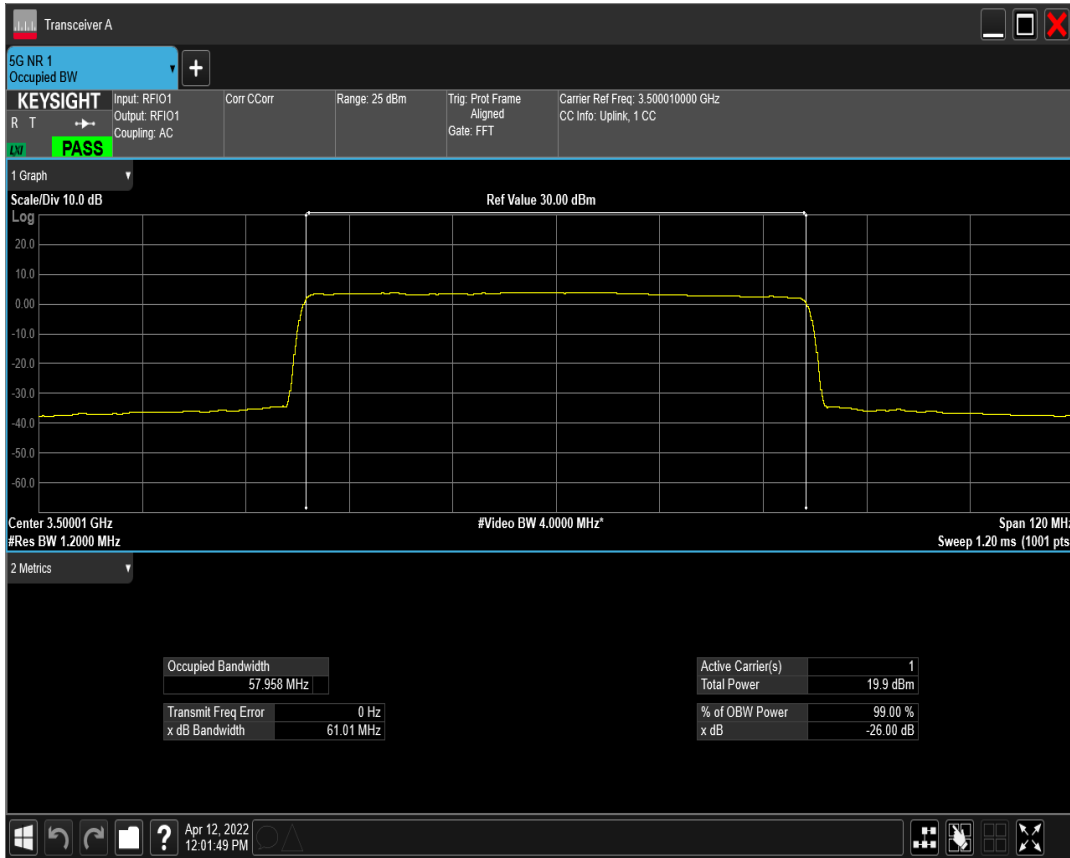 Transceiver A
5G NR 1
Occupied BW
KEYSIGHT
R T
LXI
PASS
Input: RFIO1
Output: RFIO1
Coupling: AC
Corr CCorr
Range: 25 dBm
Trig: Prot Frame
Aligned
Gate: FFT
Carrier Ref Freq: 3.500010000 GHz
CC Info: Uplink, 1 CC
1 Graph
Scale/Div 10.0 dB
Ref Value 30.00 dBm
Log
20.0
10.0
0.00
-10.0
-20.0
-30.0
-40.0
-50.0
-60.0
Center 3.50001 GHz
#Video BW 4.0000 MHz*
Span 120 MHz
#Res BW 1.2000 MHz
Sweep 1.20 ms (1001 pts
2 Metrics
Occupied Bandwidth
57.958 MHz
Transmit Freq Error 0 Hz
x dB Bandwidth 61.01 MHz
Active Carrier(s) 1
Total Power 19.9 dBm
% of OBW Power 99.00 %
x dB -26.00 dB
?
Apr 12, 2022
12:01:49 PM